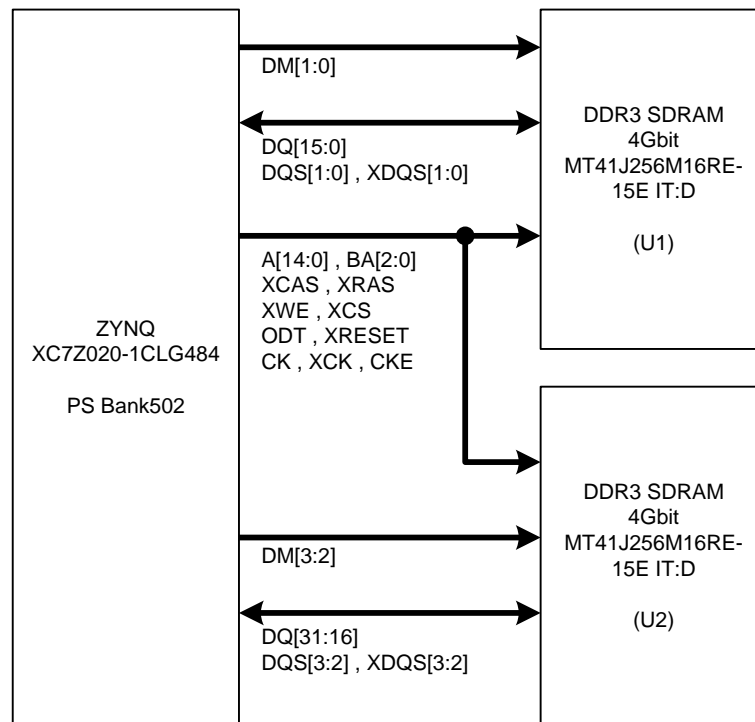 ZYNQ
XC7Z020-1CLG484
PS Bank502
DM[1:0]
DQ[15:0]
DQS[1:0] , XDQS[1:0]
A[14:0] , BA[2:0]
XCAS , XRAS
XWE , XCS
ODT , XRESET
CK , XCK , CKE
DM[3:2]
DQ[31:16]
DQS[3:2] , XDQS[3:2]
DDR3 SDRAM
4Gbit
MT41J256M16RE-
15E IT:D
(U1)
DDR3 SDRAM
4Gbit
MT41J256M16RE-
15E IT:D
(U2)